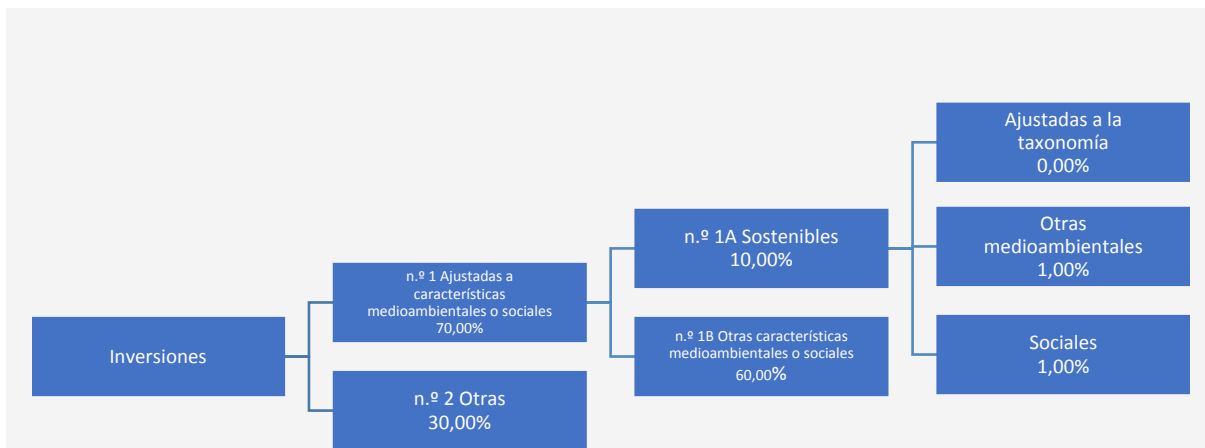 Inversiones
n.º 1 Ajustadas a
características
medioambientales o sociales
70,00%
n.º 2 Otras
30,00%
n.º 1A Sostenibles
10,00%
n.º 1B Otras características
medioambientales o sociales
60,00%
Ajustadas a la
taxonomía
0,00%
Otras
medioambientales
1,00%
Sociales
1,00%